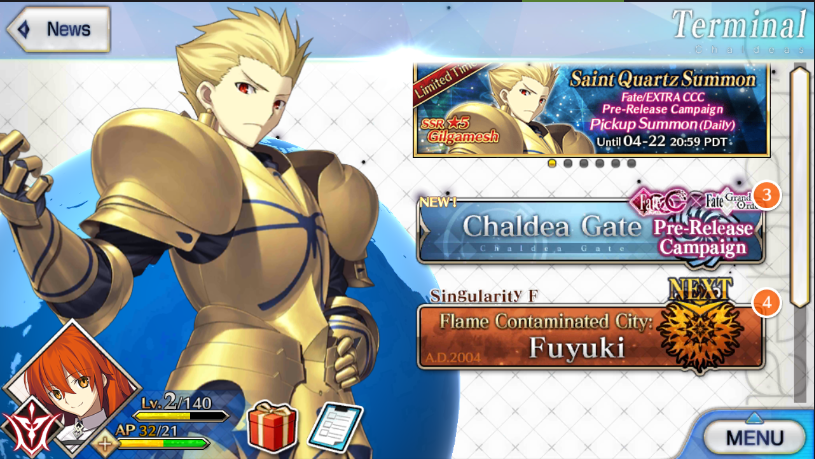 News
Terminal
Chaldea
Limited Time
Saint Quartz Summon
Fate/EXTRA CCC
Pre-Release Campaign
Pickup Summon (Daily)
Until 04-22 20:59 PDT
SSR ★5
Gilgamesh
NEW!
Fate
Fate Grand Order
3
Chaldea Gate
Chaldea Gate
Pre-Release
Campaign
Singularity F
NEXT
4
Flame Contaminated City:
Fuyuki
A.D.2004
Lv. 2/140
AP 32/21
MENU